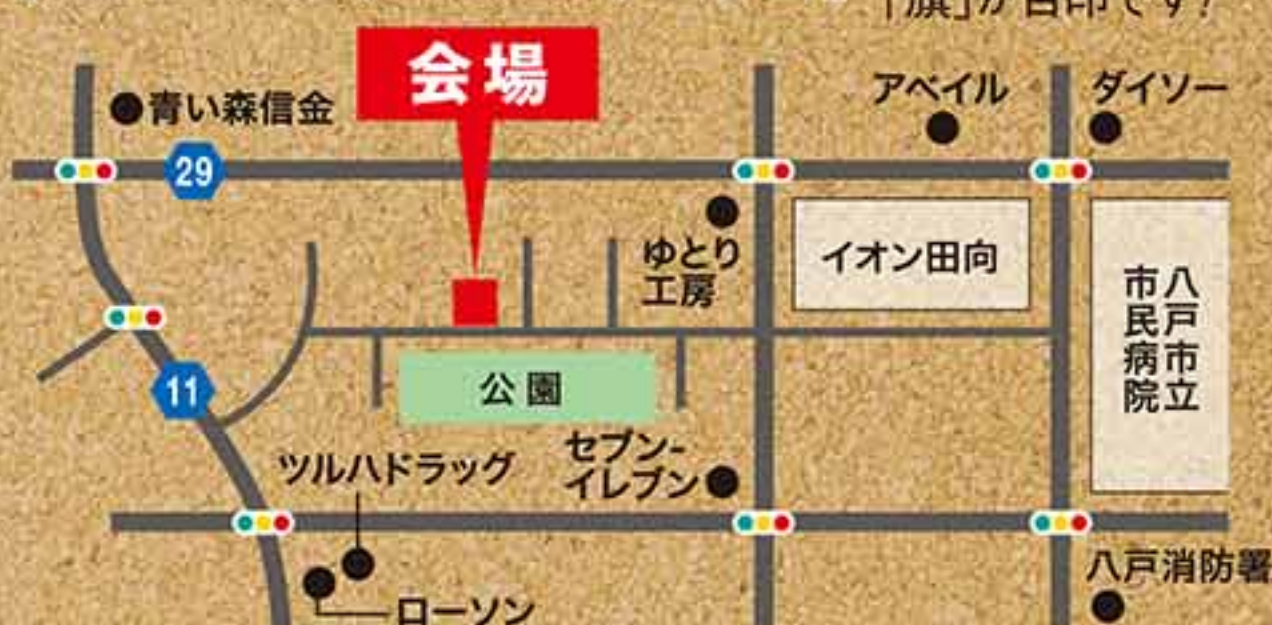 「旗」が目印です!
会場
青い森信金
29
アベイル
ダイソー
ゆとり
工房
イオン田向
八戸市立
市民病院
11
公園
セブン-
イレブン
ツルハドラッグ
ローソン
八戸消防署